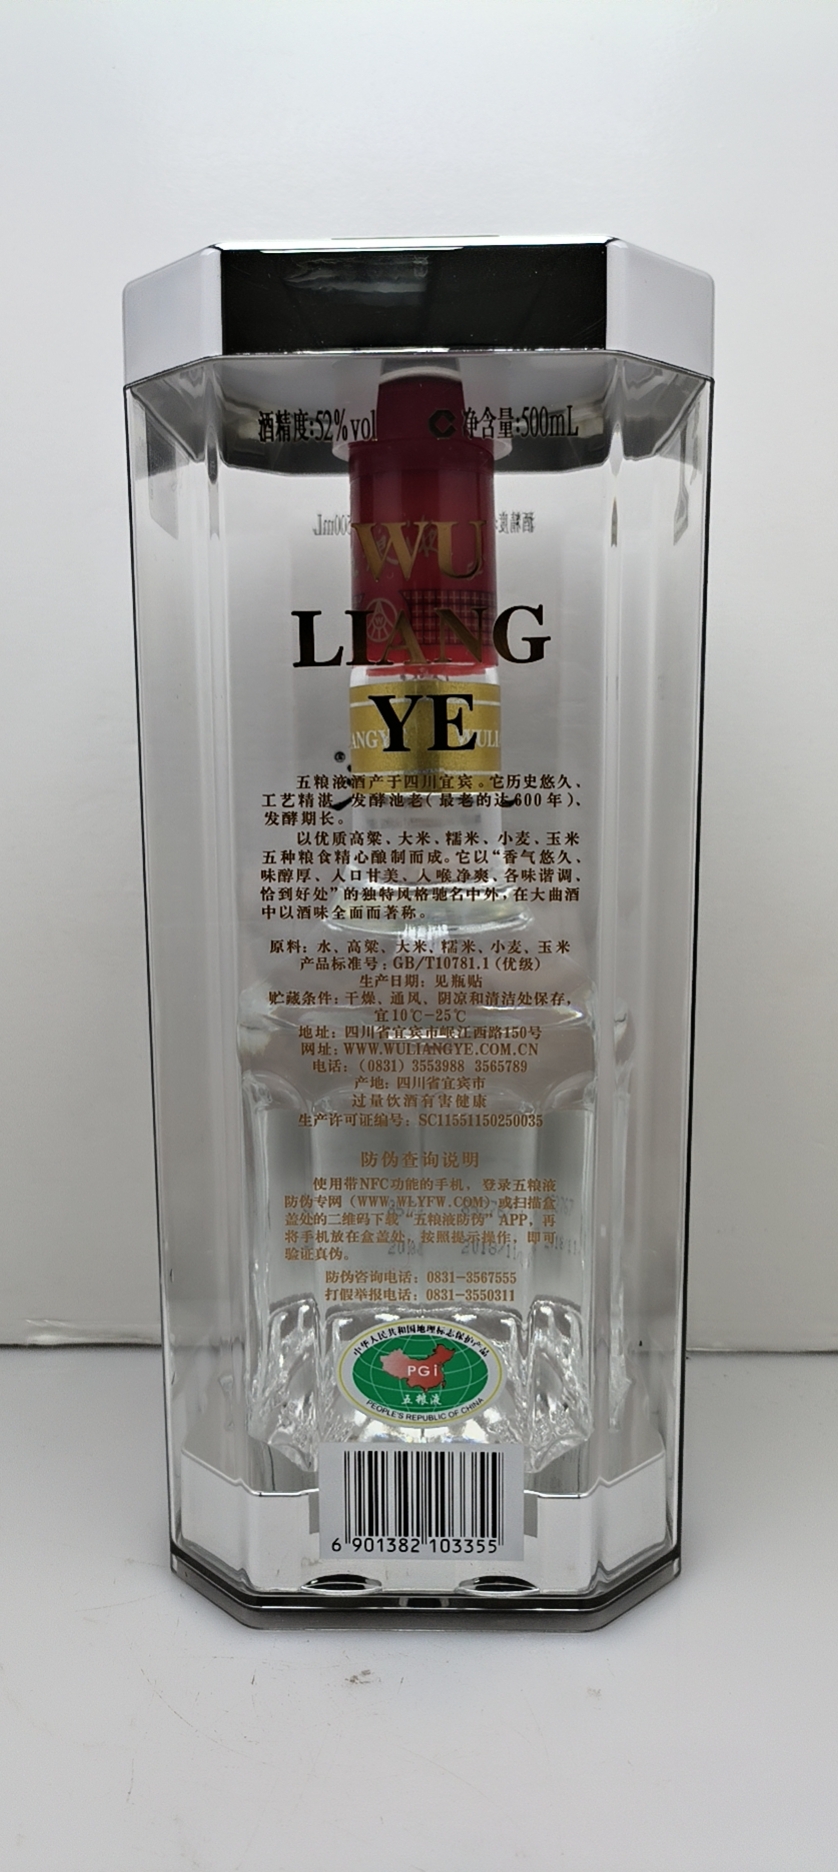 酒精度:52%vol 净含量:500mL
WU
LIANG
YE
五粮液酒产于四川宜宾。它历史悠久、
工艺精湛、发酵池老(最老的达600年)、
发酵期长。
以优质高粱、大米、糯米、小麦、玉米
五种粮食精心酿制而成。它以“香气悠久、
味醇厚、入口甘美、入喉净爽、各味谐调、
恰到好处”的独特风格驰名中外,在大曲酒
中以酒味全面而著称。
原料:水、高粱、大米、糯米、小麦、玉米
产品标准号:GB/T10781.1(优级)
生产日期:见瓶贴
贮藏条件:干燥、通风、阴凉和清洁处保存,
宜10℃-25℃
地址:四川省宜宾市岷江西路150号
网址:WWW.WULIANGYE.COM.CN
电话:(0831)3553988 3565789
产地:四川省宜宾市
过量饮酒有害健康
生产许可证编号:SC11551150250035
防伪查询说明
使用带NFC功能的手机,登录五粮液
防伪专网(WWW.WLYFW.COM)或扫描盒
盖处的二维码下载“五粮液防伪”APP,再
将手机放在盒盖处,按照提示操作,即可
验证真伪。
防伪咨询电话:0831-3567555
打假举报电话:0831-3550311
中华人民共和国地理标志保护产品
PGi
五粮液
PEOPLE'S REPUBLIC OF CHINA
6 901382 103355